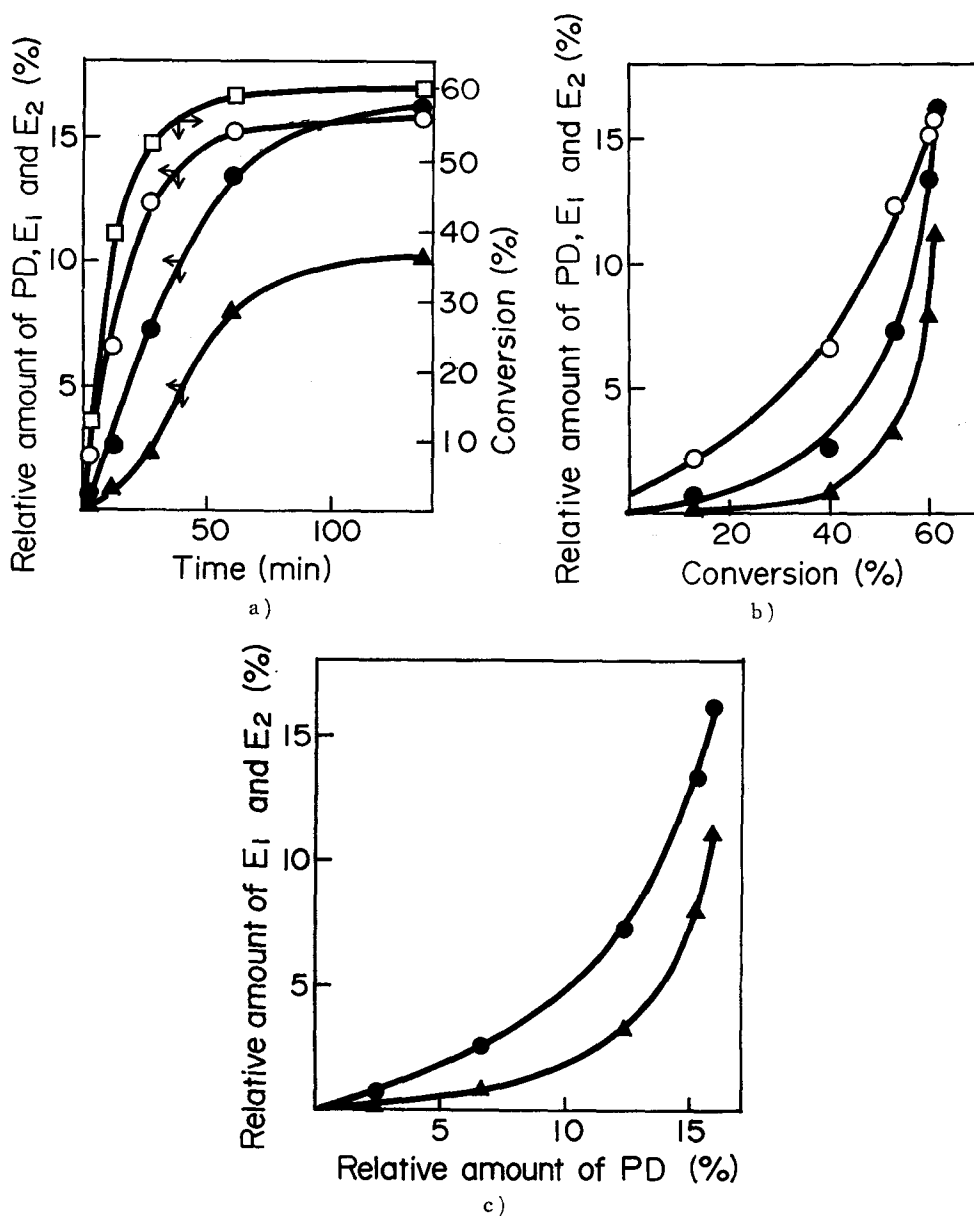 Relative amount of PD, E1 and E2 (%)
15
10
5
50
100
Time (min)
60
50
40
30
20
10
Conversion (%)
a)
Relative amount of PD, E1 and E2 (%)
15
10
5
20
40
60
Conversion (%)
b)
Relative amount of E1 and E2 (%)
15
10
5
5
10
15
Relative amount of PD (%)
c)